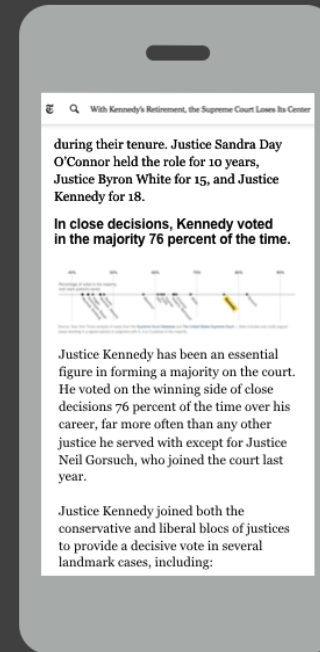 With Kennedy's Retirement, the Supreme Court Loses Its Center
during their tenure. Justice Sandra Day
O'Connor held the role for 10 years,
Justice Byron White for 15, and Justice
Kennedy for 18.
In close decisions, Kennedy voted
in the majority 76 percent of the time.
Justice Kennedy has been an essential
figure in forming a majority on the court.
He voted on the winning side of close
decisions 76 percent of the time over his
career, far more often than any other
justice he served with except for Justice
Neil Gorsuch, who joined the court last
year.
Justice Kennedy joined both the
conservative and liberal blocs of justices
to provide a decisive vote in several
landmark cases, including: